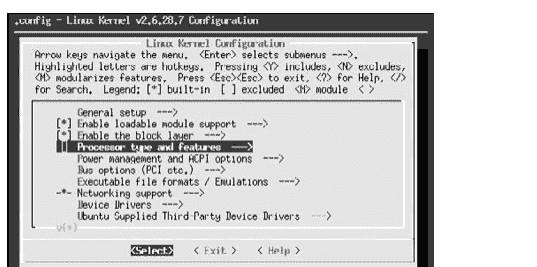 .config - Linux Kernel v2.6.28.7 Configuration
Linux Kernel Configuration
Arrow keys navigate the menu. <Enter> selects submenus --->.
Highlighted letters are hotkeys. Pressing <Y> includes, <N> excludes,
<M> modularizes features. Press <Esc><Esc> to exit, <?> for Help, </>
for Search. Legend: [*] built-in [ ] excluded <M> module < >
General setup --->
[*] Enable loadable module support --->
[*] Enable the block layer --->
Processor type and features --->
Power management and ACPI options --->
Bus options (PCI etc.) --->
Executable file formats / Emulations --->
-*- Networking support --->
Device Drivers --->
Ubuntu Supplied Third-Party Device Drivers --->
v(+)
<Select> < Exit > < Help >